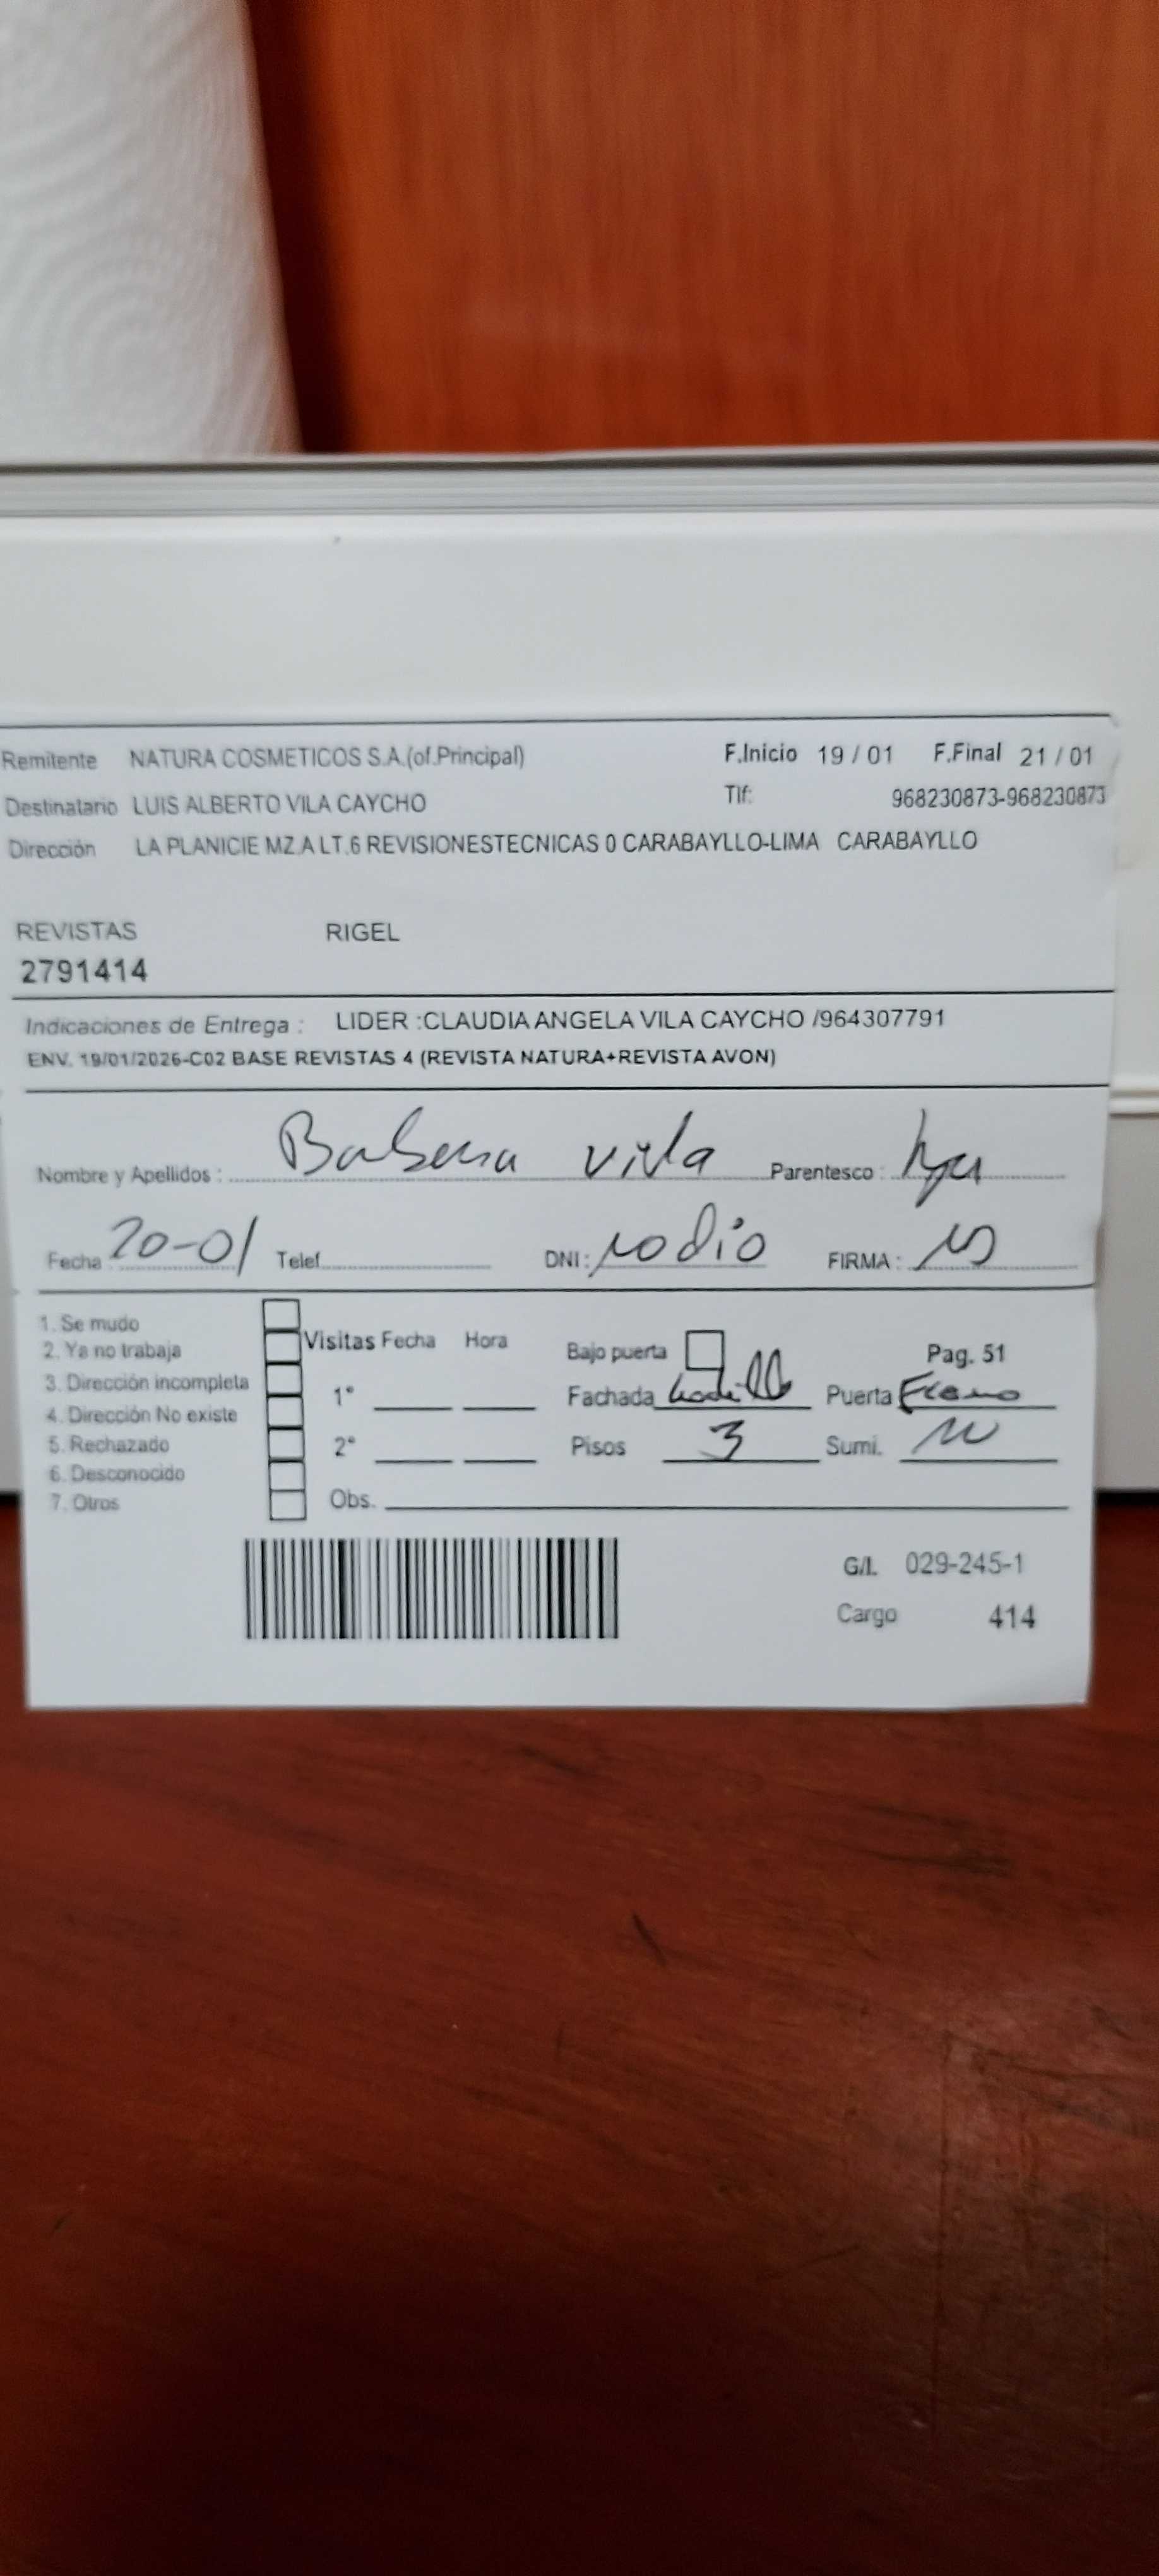 Remitente NATURA COSMETICOS S.A.(of.Principal) F.Inicio 19 / 01 F.Final 21 / 01
Destinatario LUIS ALBERTO VILA CAYCHO Tlf: 968230873-968230873
Dirección LA PLANICIE MZ A LT.6 REVISIONESTECNICAS 0 CARABAYLLO-LIMA CARABAYLLO
REVISTAS RIGEL
2791414
Indicaciones de Entrega : LIDER :CLAUDIA ANGELA VILA CAYCHO /964307791
ENV. 19/01/2026-C02 BASE REVISTAS 4 (REVISTA NATURA+REVISTA AVON)
Nombre y Apellidos : vila Parentesco :
Fecha 20-01 Telef. DNI: no dio FIRMA :
1. Se mudo
2. Ya no trabaja Visitas Fecha Hora Bajo puerta Pag. 51
3. Dirección incompleta 1° Fachada Puerta
4. Dirección No existe
5. Rechazado 2° Pisos 3 Sumi.
6. Desconocido
7. Otros Obs.
G/I. 029-245-1
Cargo 414